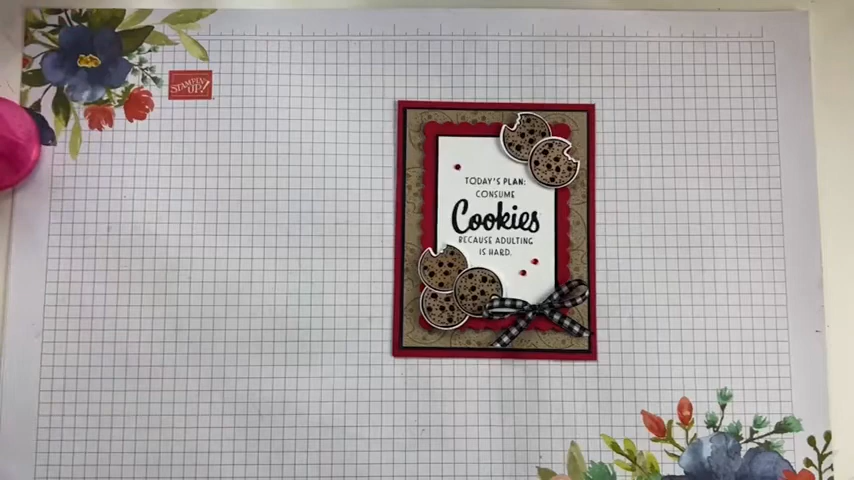 STAMPIN' UP!
TODAY'S PLAN:
CONSUME
Cookies
BECAUSE ADULTING
IS HARD.